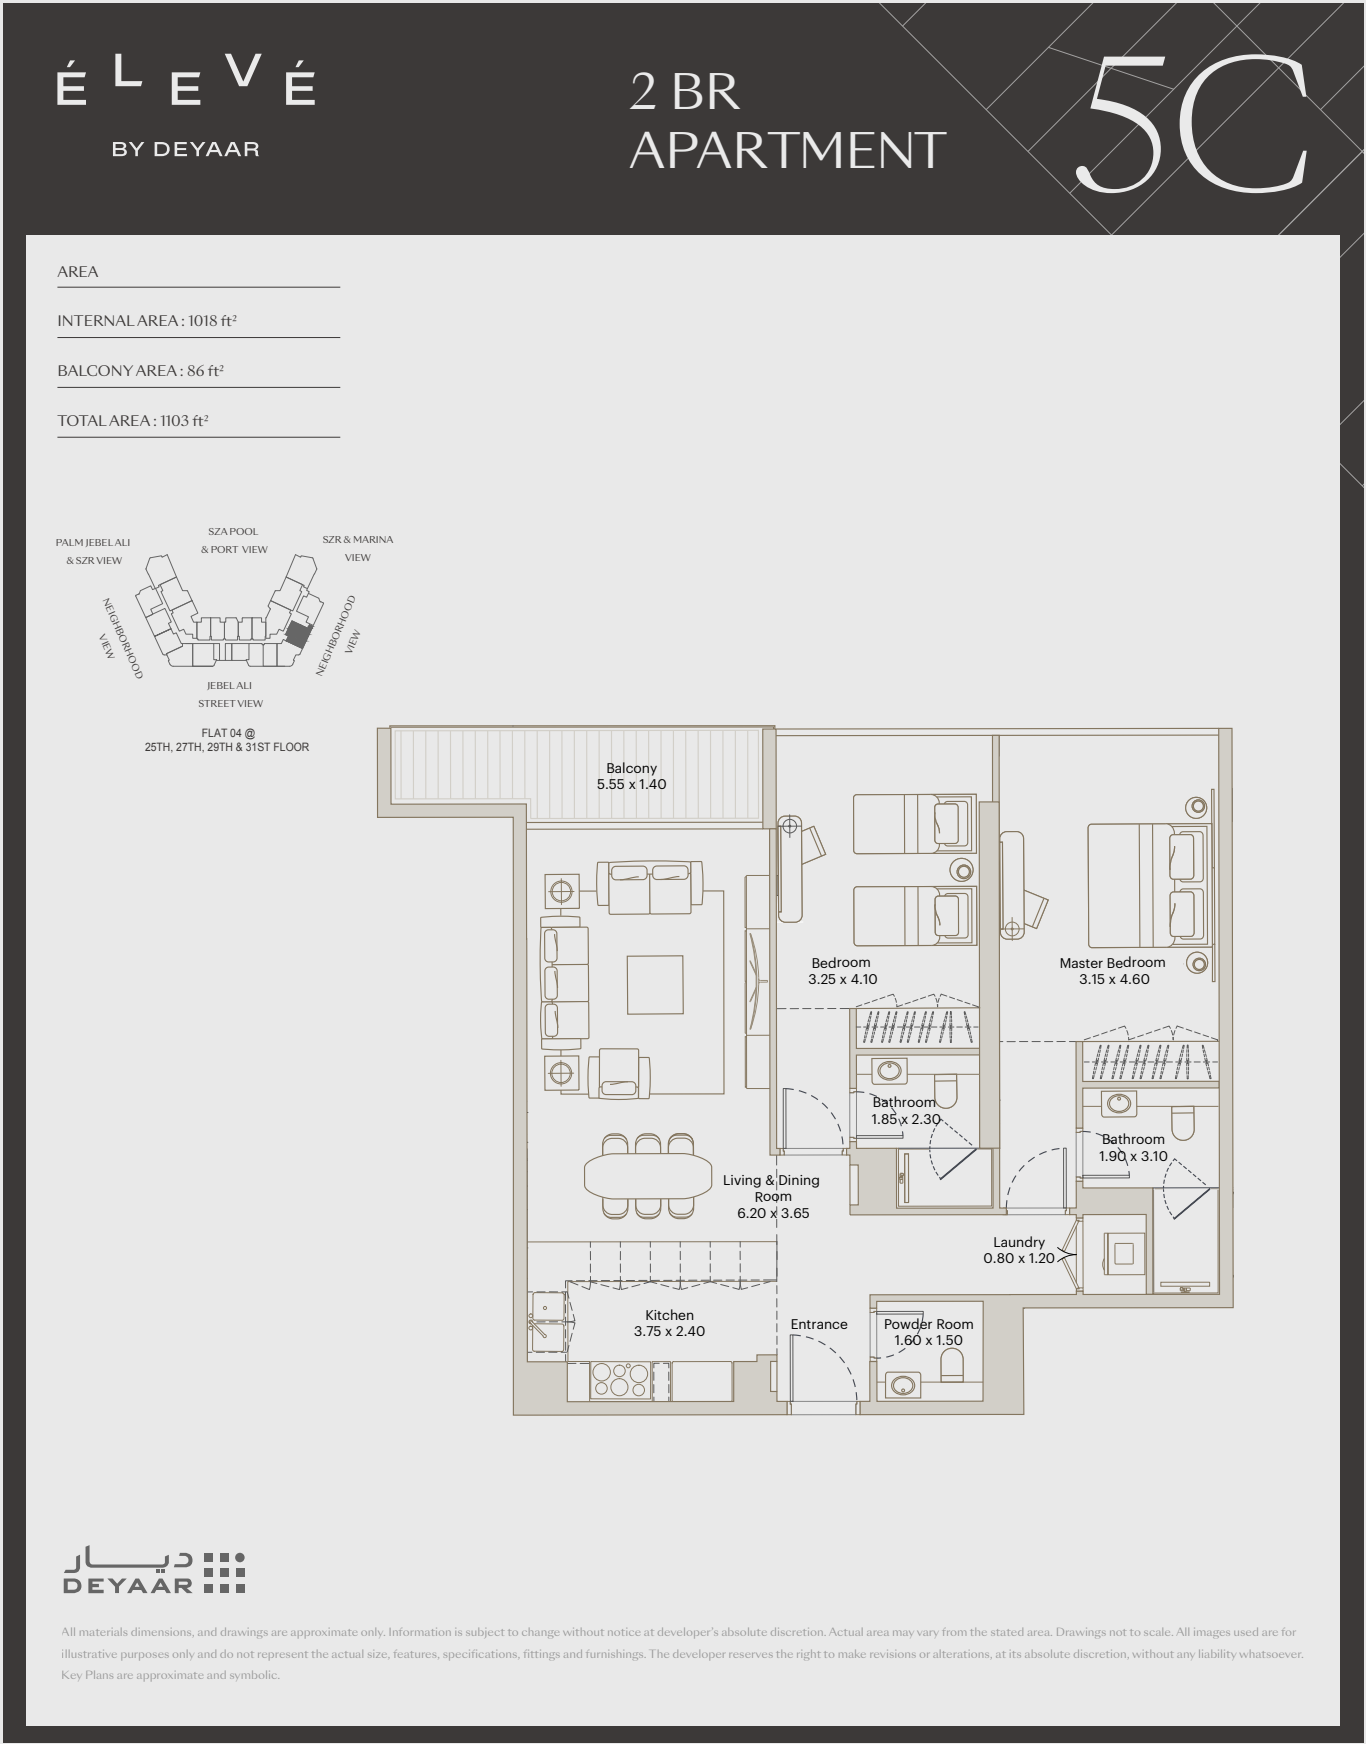 ÉLEVÉ
BY DEYAAR
2 BR
APARTMENT
5C
AREA
INTERNAL AREA : 1018 ft²
BALCONY AREA : 86 ft²
TOTAL AREA : 1103 ft²
PALM JEBEL ALI
& SZR VIEW
SZA POOL
& PORT VIEW
SZR & MARINA
VIEW
NEIGHBORHOOD
VIEW
NEIGHBORHOOD
VIEW
JEBEL ALI
STREET VIEW
FLAT 04 @
25TH, 27TH, 29TH & 31ST FLOOR
Balcony
5.55 x 1.40
Bedroom
3.25 x 4.10
Master Bedroom
3.15 x 4.60
Bathroom
1.85 x 2.30
Bathroom
1.90 x 3.10
Living & Dining
Room
6.20 x 3.65
Laundry
0.80 x 1.20
Kitchen
3.75 x 2.40
Entrance
Powder Room
1.60 x 1.50
ديار
DEYAAR
All materials dimensions, and drawings are approximate only. Information is subject to change without notice at developer's absolute discretion. Actual area may vary from the stated area. Drawings not to scale. All images used are for
illustrative purposes only and do not represent the actual size, features, specifications, fittings and furnishings. The developer reserves the right to make revisions or alterations, at its absolute discretion, without any liability whatsoever.
Key Plans are approximate and symbolic.